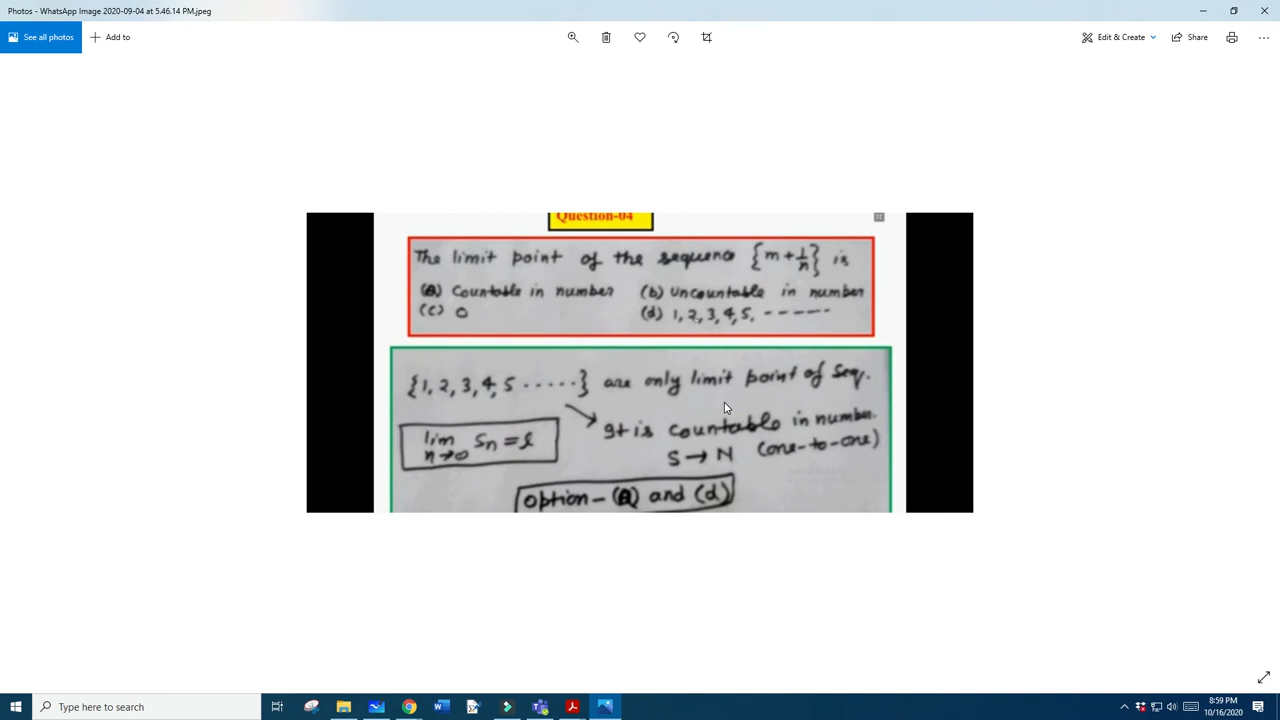 Photos - WhatsApp Image 2020-09-04 at 5.46.14 PM.jpeg
See all photos
Add to
Edit & Create
Share
Question-04
The limit point of the sequence {m+1/n} is
(a) Countable in number (b) Uncountable in number
(c) 0 (d) 1, 2, 3, 4, 5, ------
{1, 2, 3, 4, 5 ......} are only limit point of Seq.
It is countable in number.
lim n→∞ Sn = l
S → N (one-to-one)
Option-(a) and (d)
Type here to search
8:59 PM
10/16/2020